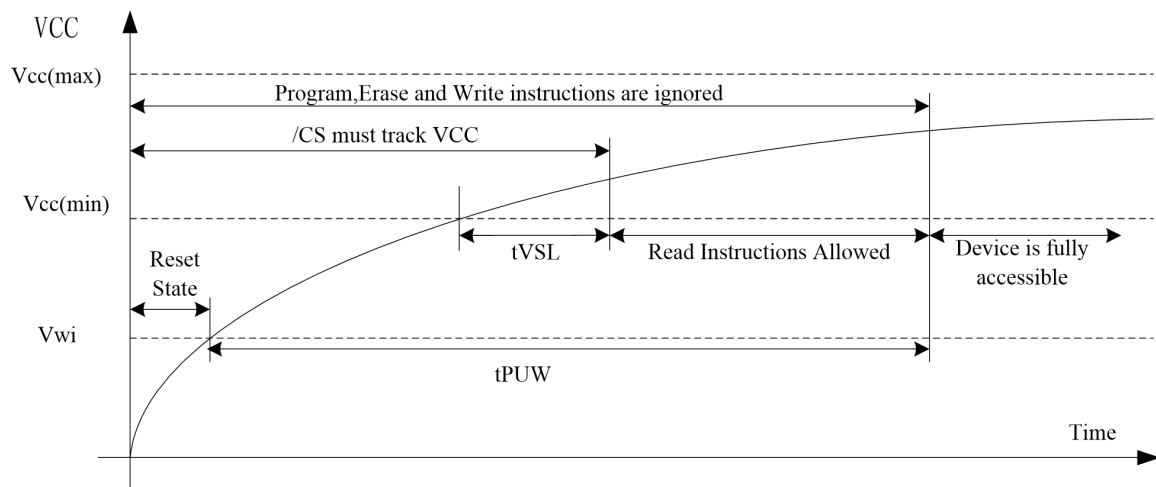 VCC
Vcc(max)
Program,Erase and Write instructions are ignored
/CS must track VCC
Vcc(min)
tVSL
Read Instructions Allowed
Device is fully
accessible
Reset
State
Vwi
tPUW
Time